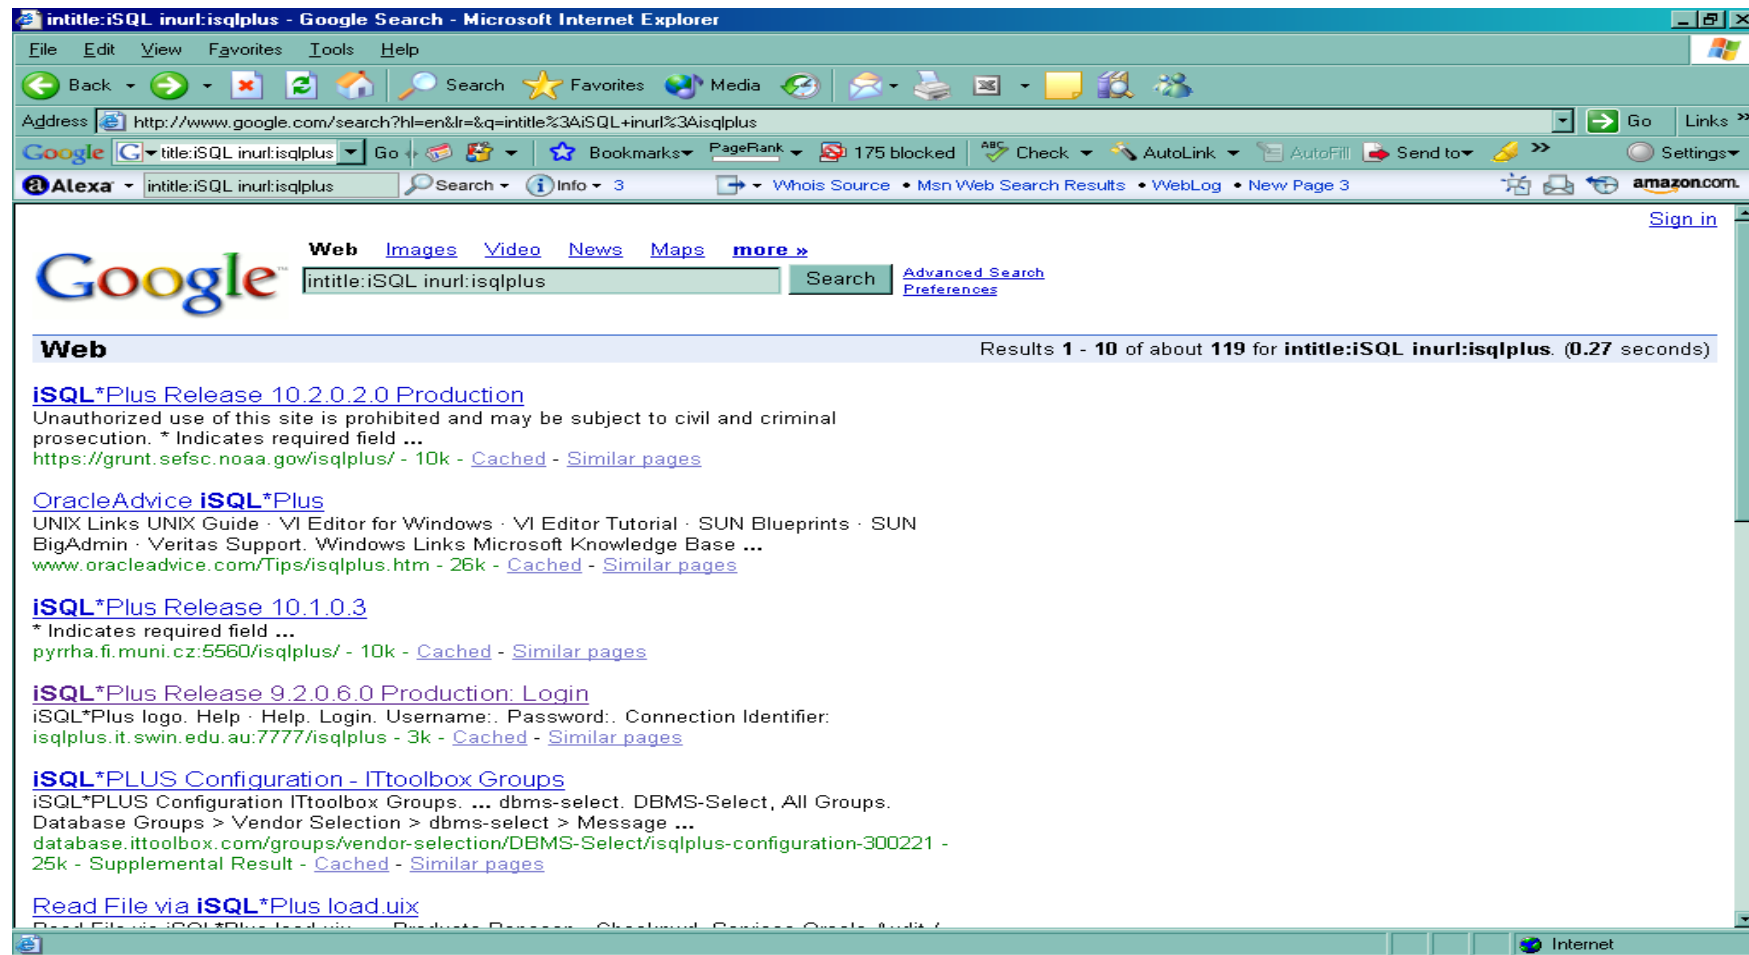 intitle:iSQL inurl:isqlplus - Google Search - Microsoft Internet Explorer
File Edit View Favorites Tools Help
Back Search Favorites Media
Address http://www.google.com/search?hl=en&lr=&q=intitle%3AiSQL+inurl%3Aisqlplus Go Links »
Google G title:iSQL inurl:isqlplus Go Bookmarks PageRank 175 blocked ABC Check AutoLink AutoFill Send to » Settings
a Alexa intitle:iSQL inurl:isqlplus Search Info 3 Whois Source • Msn Web Search Results • WebLog • New Page 3 amazon.com.
Sign in
Web Images Video News Maps more »
Google™ intitle:iSQL inurl:isqlplus Search Advanced Search
Preferences
Web Results 1 - 10 of about 119 for intitle:iSQL inurl:isqlplus. (0.27 seconds)
iSQL*Plus Release 10.2.0.2.0 Production
Unauthorized use of this site is prohibited and may be subject to civil and criminal
prosecution. * Indicates required field ...
https://grunt.sefsc.noaa.gov/isqlplus/ - 10k - Cached - Similar pages
OracleAdvice iSQL*Plus
UNIX Links UNIX Guide · VI Editor for Windows · VI Editor Tutorial · SUN Blueprints · SUN
BigAdmin · Veritas Support. Windows Links Microsoft Knowledge Base ...
www.oracleadvice.com/Tips/isqlplus.htm - 26k - Cached - Similar pages
iSQL*Plus Release 10.1.0.3
* Indicates required field ...
pyrrha.fi.muni.cz:5560/isqlplus/ - 10k - Cached - Similar pages
iSQL*Plus Release 9.2.0.6.0 Production: Login
iSQL*Plus logo. Help · Help. Login. Username:. Password:. Connection Identifier:
isqlplus.it.swin.edu.au:7777/isqlplus - 3k - Cached - Similar pages
iSQL*PLUS Configuration - ITtoolbox Groups
iSQL*PLUS Configuration ITtoolbox Groups. ... dbms-select. DBMS-Select, All Groups.
Database Groups > Vendor Selection > dbms-select > Message ...
database.ittoolbox.com/groups/vendor-selection/DBMS-Select/isqlplus-configuration-300221 -
25k - Supplemental Result - Cached - Similar pages
Read File via iSQL*Plus load.uix
Internet